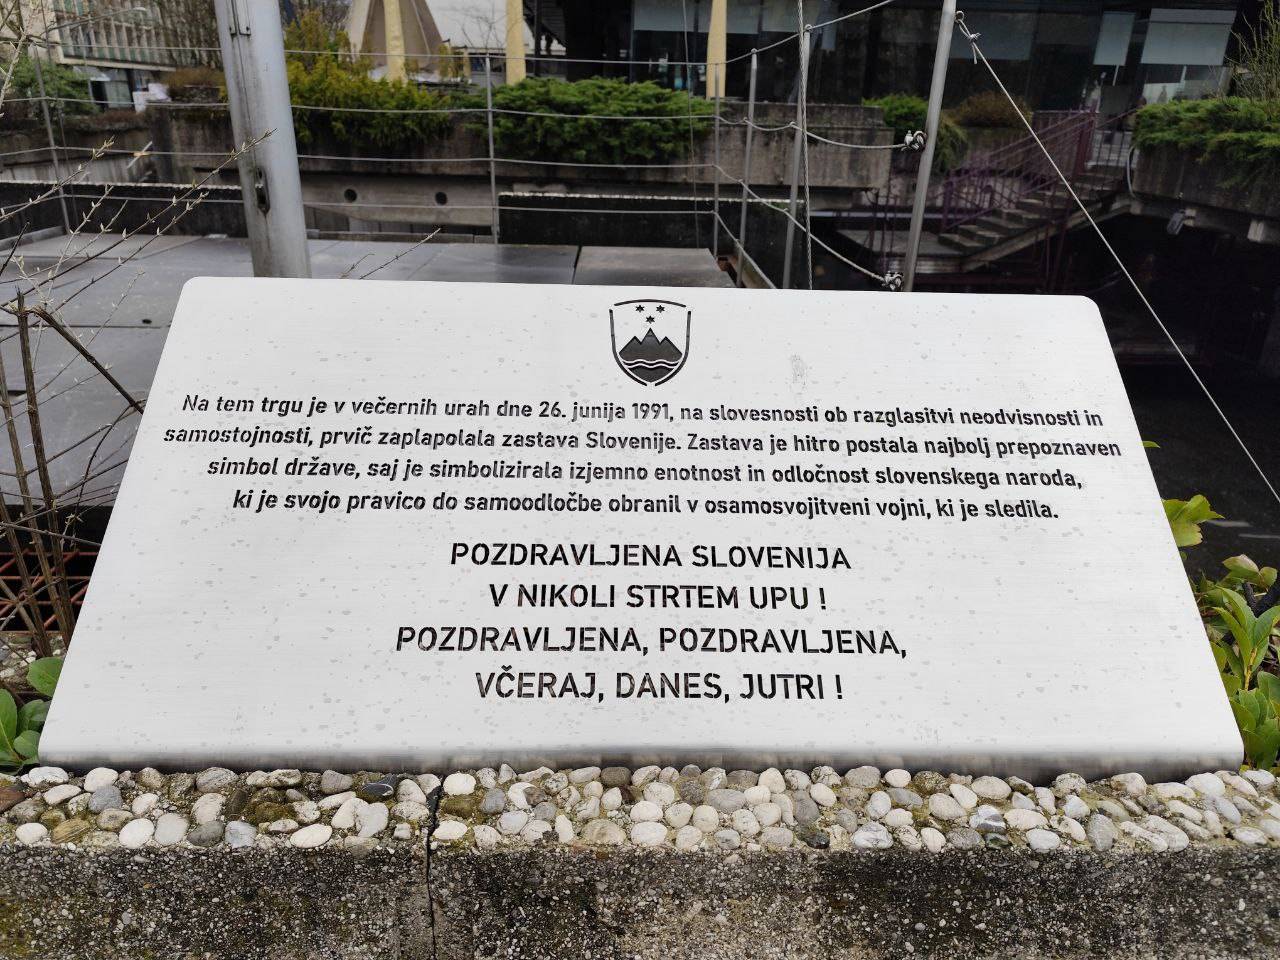 Na tem trgu je v večernih urah dne 26. junija 1991, na slovesnosti ob razglasitvi neodvisnosti in
samostojnosti, prvič zaplapolala zastava Slovenije. Zastava je hitro postala najbolj prepoznaven
simbol države, saj je simbolizirala izjemno enotnost in odločnost slovenskega naroda,
ki je svojo pravico do samoodločbe obranil v osamosvojitveni vojni, ki je sledila.
POZDRAVLJENA SLOVENIJA
V NIKOLI STRTEM UPU !
POZDRAVLJENA, POZDRAVLJENA,
VČERAJ, DANES, JUTRI !